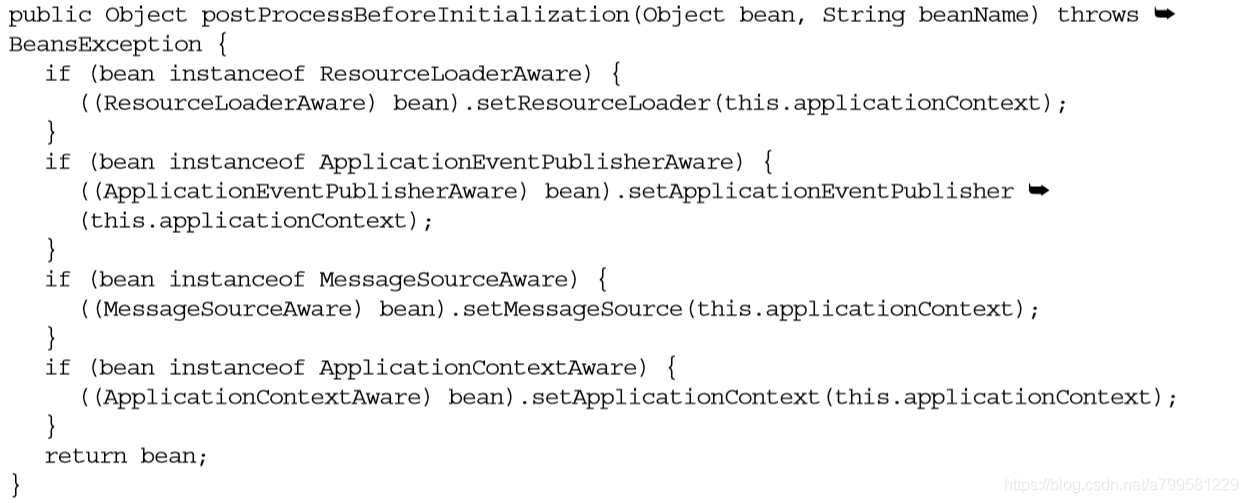 public Object postProcessBeforeInitialization(Object bean, String beanName) throws ➥
BeansException {
   if (bean instanceof ResourceLoaderAware) {
      ((ResourceLoaderAware) bean).setResourceLoader(this.applicationContext);
   }
   if (bean instanceof ApplicationEventPublisherAware) {
      ((ApplicationEventPublisherAware) bean).setApplicationEventPublisher ➥
      (this.applicationContext);
   }
   if (bean instanceof MessageSourceAware) {
      ((MessageSourceAware) bean).setMessageSource(this.applicationContext);
   }
   if (bean instanceof ApplicationContextAware) {
      ((ApplicationContextAware) bean).setApplicationContext(this.applicationContext);
   }
   return bean;
}
https://blog.csdn.net/a799581229